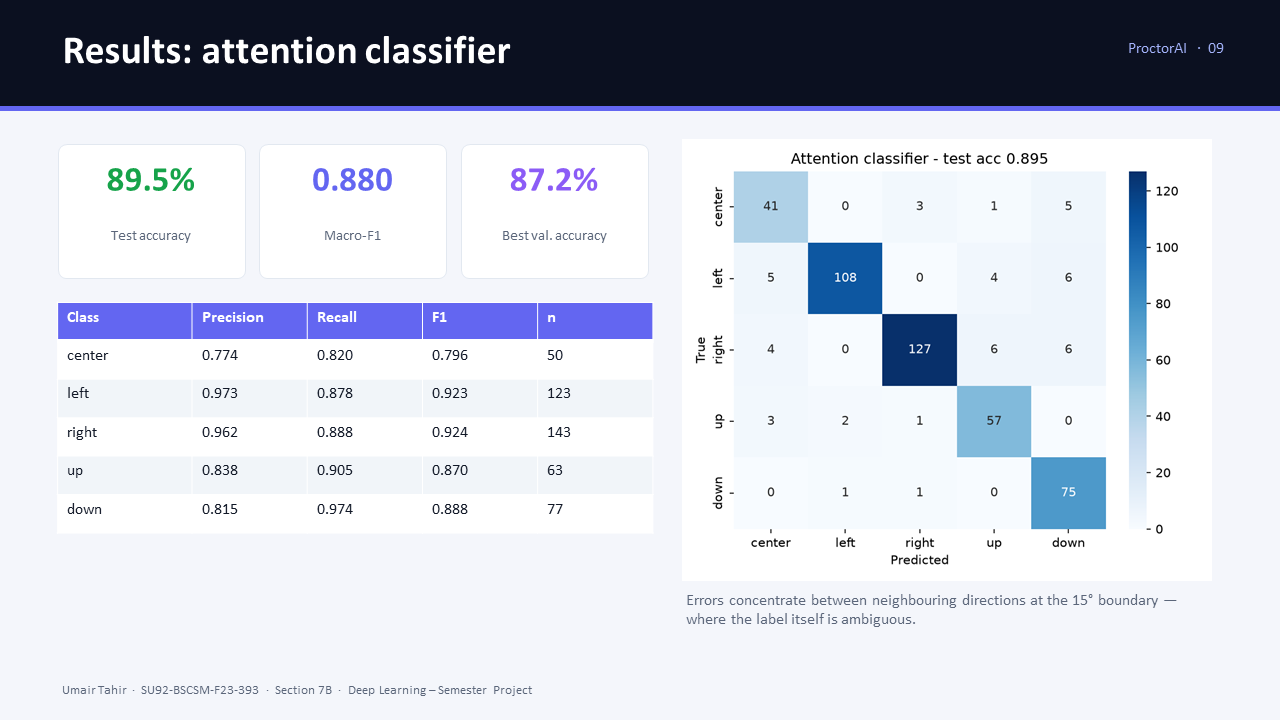 Results: attention classifier
ProctorAI · 09
89.5%
Test accuracy
0.880
Macro-F1
87.2%
Best val. accuracy
Class Precision Recall F1 n
center 0.774 0.820 0.796 50
left 0.973 0.878 0.923 123
right 0.962 0.888 0.924 143
up 0.838 0.905 0.870 63
down 0.815 0.974 0.888 77
Attention classifier - test acc 0.895
True
center 41 0 3 1 5
left 5 108 0 4 6
right 4 0 127 6 6
up 3 2 1 57 0
down 0 1 1 0 75
center left right up down
Predicted
120
100
80
60
40
20
0
Errors concentrate between neighbouring directions at the 15° boundary —
where the label itself is ambiguous.
Umair Tahir · SU92-BSCSM-F23-393 · Section 7B · Deep Learning – Semester Project